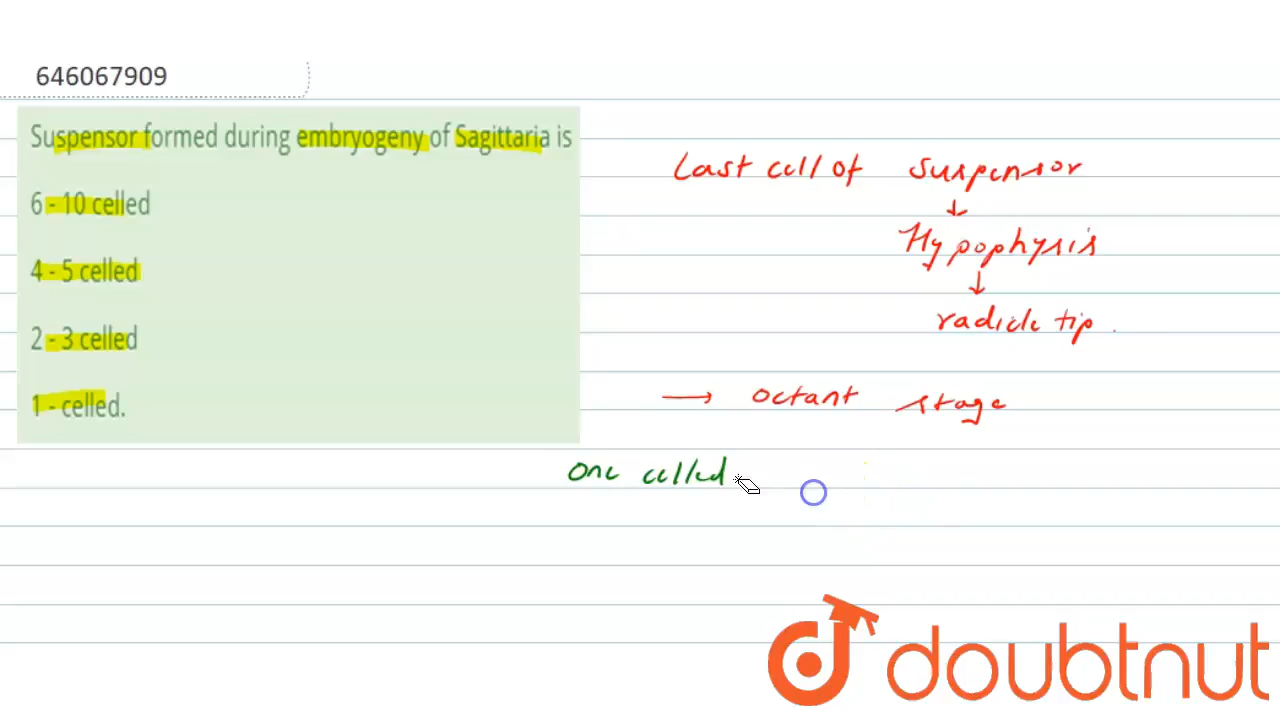 646067909
Suspensor formed during embryogeny of Sagittaria is
6 - 10 celled
4 - 5 celled
2 - 3 celled
1 - celled.
Last cell of suspensor
↓
Hypophysis
↓
radicle tip.
→ octant stage
one celled
doubtnut